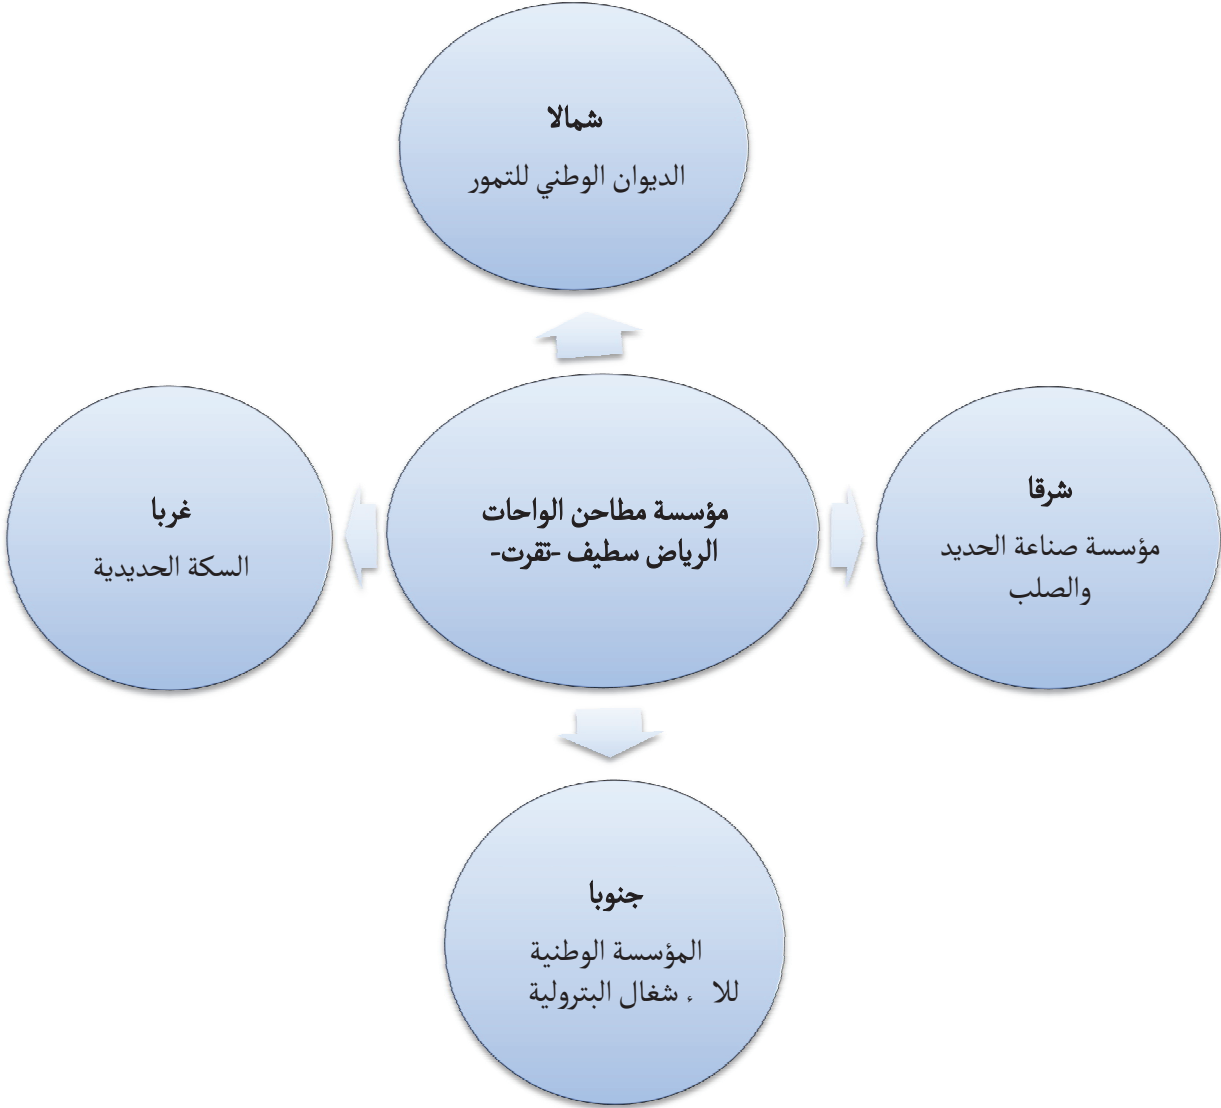 شمالا
الديوان الوطني للتمور
شرقا
مؤسسة صناعة الحديد
والصلب
مؤسسة مطاحن الواحات
الرياض سطيف -تقرت-
غربا
السكة الحديدية
جنوبا
المؤسسة الوطنية
للا ء شغال البترولية